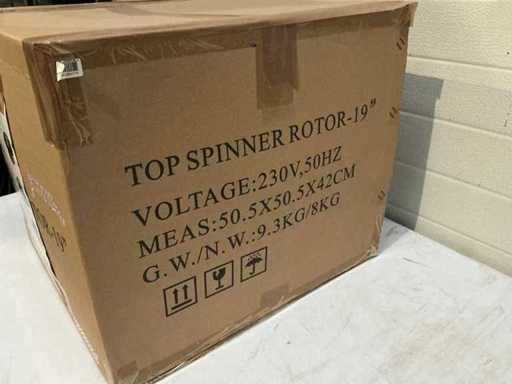 TOP SPINNER ROTOR-19"
VOLTAGE:230V,50HZ
MEAS:50.5X50.5X42CM
G.W./N.W.:9.3KG/8KG